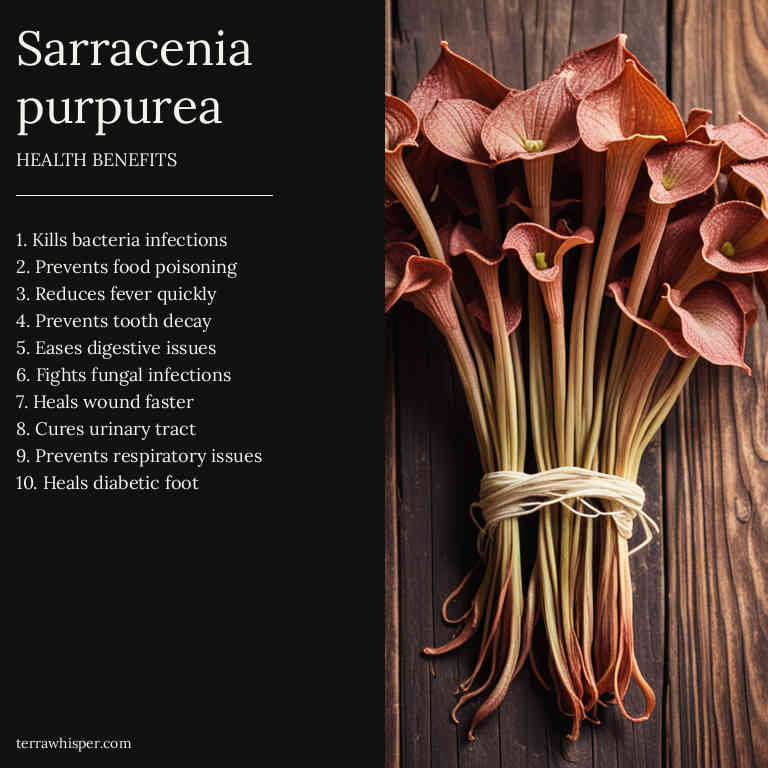 Sarracenia
purpurea
HEALTH BENEFITS
1. Kills bacteria infections
2. Prevents food poisoning
3. Reduces fever quickly
4. Prevents tooth decay
5. Eases digestive issues
6. Fights fungal infections
7. Heals wound faster
8. Cures urinary tract
9. Prevents respiratory issues
10. Heals diabetic foot
terrawhisper.com